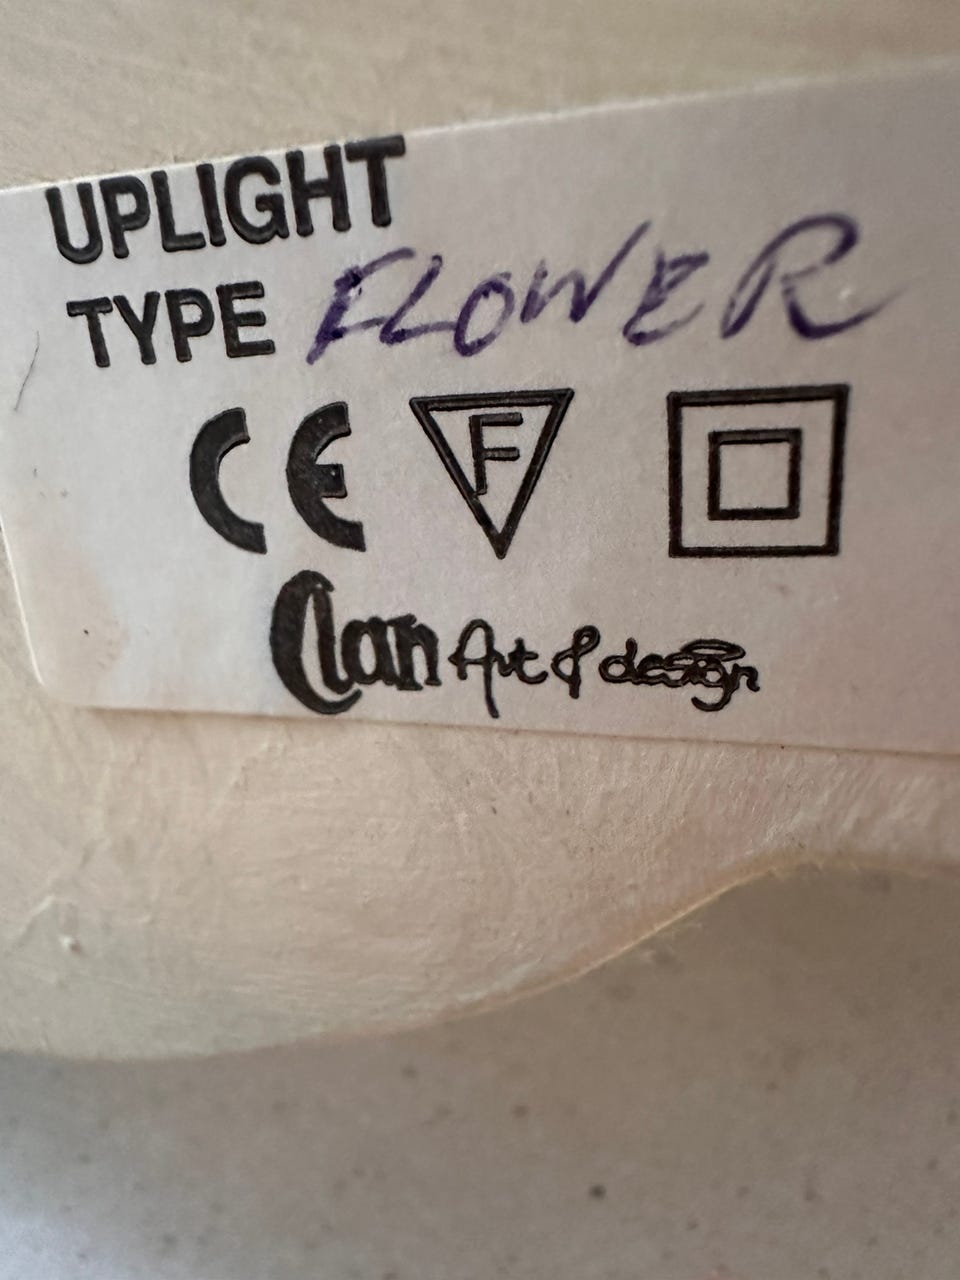 UPLIGHT
TYPE FLOWER
CE F
Clan Art & design